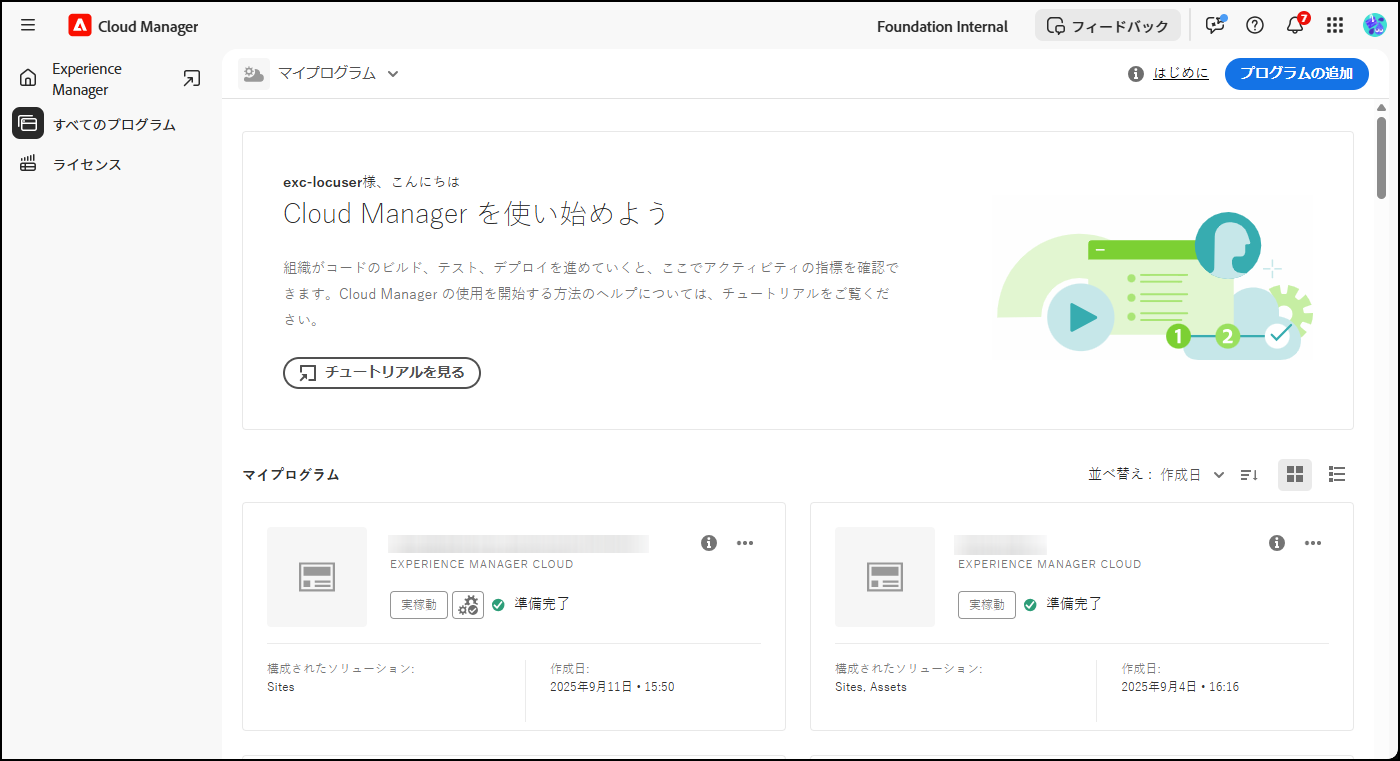 Cloud Manager
Foundation Internal
フィードバック
7
Experience
Manager
すべてのプログラム
ライセンス
マイプログラム
はじめに
プログラムの追加
exc-locuser様、こんにちは
Cloud Manager を使い始めよう
組織がコードのビルド、テスト、デプロイを進めていくと、ここでアクティビティの指標を確認で
きます。Cloud Manager の使用を開始する方法のヘルプについては、チュートリアルをご覧くだ
さい。
チュートリアルを見る
1 2
マイプログラム
並べ替え： 作成日
EXPERIENCE MANAGER CLOUD
実稼動 準備完了
構成されたソリューション:
Sites
作成日:
2025年9月11日・15:50
EXPERIENCE MANAGER CLOUD
実稼動 準備完了
構成されたソリューション:
Sites, Assets
作成日:
2025年9月4日・16:16